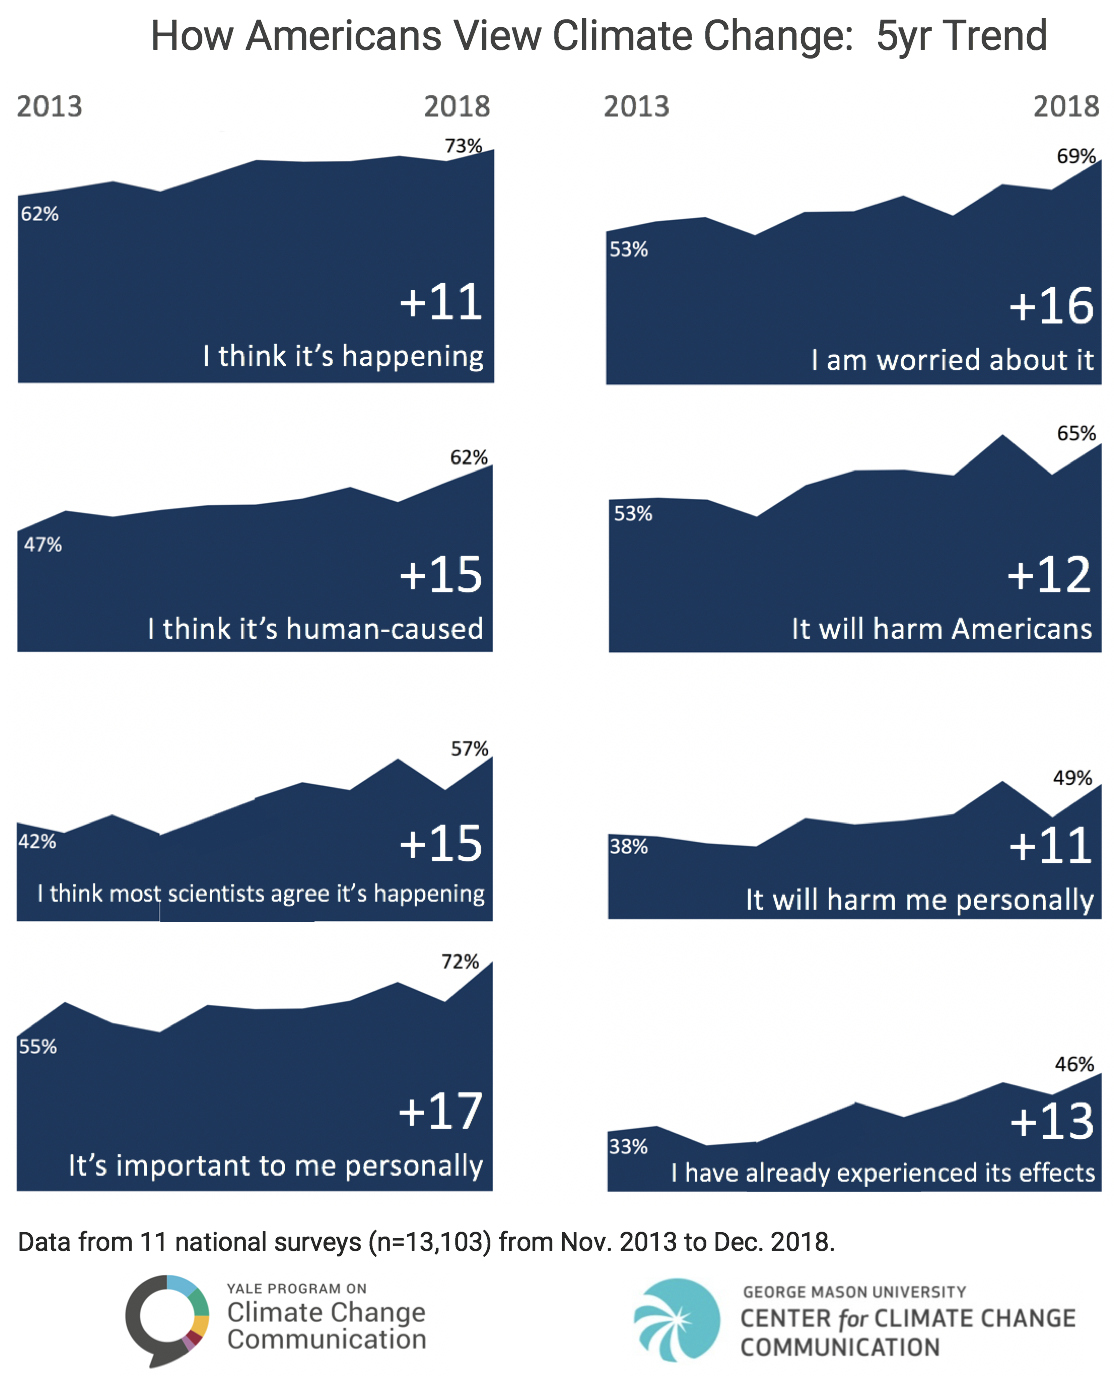 How Americans View Climate Change: 5yr Trend
2013
2018
73%
62%
+11
I think it's happening
2013
2018
69%
53%
+16
I am worried about it
62%
47%
+15
I think it's human-caused
65%
53%
+12
It will harm Americans
57%
42%
+15
I think most scientists agree it's happening
49%
38%
+11
It will harm me personally
72%
55%
+17
It's important to me personally
46%
33%
+13
I have already experienced its effects
Data from 11 national surveys (n=13,103) from Nov. 2013 to Dec. 2018.
YALE PROGRAM ON
Climate Change
Communication
GEORGE MASON UNIVERSITY
CENTER for CLIMATE CHANGE
COMMUNICATION